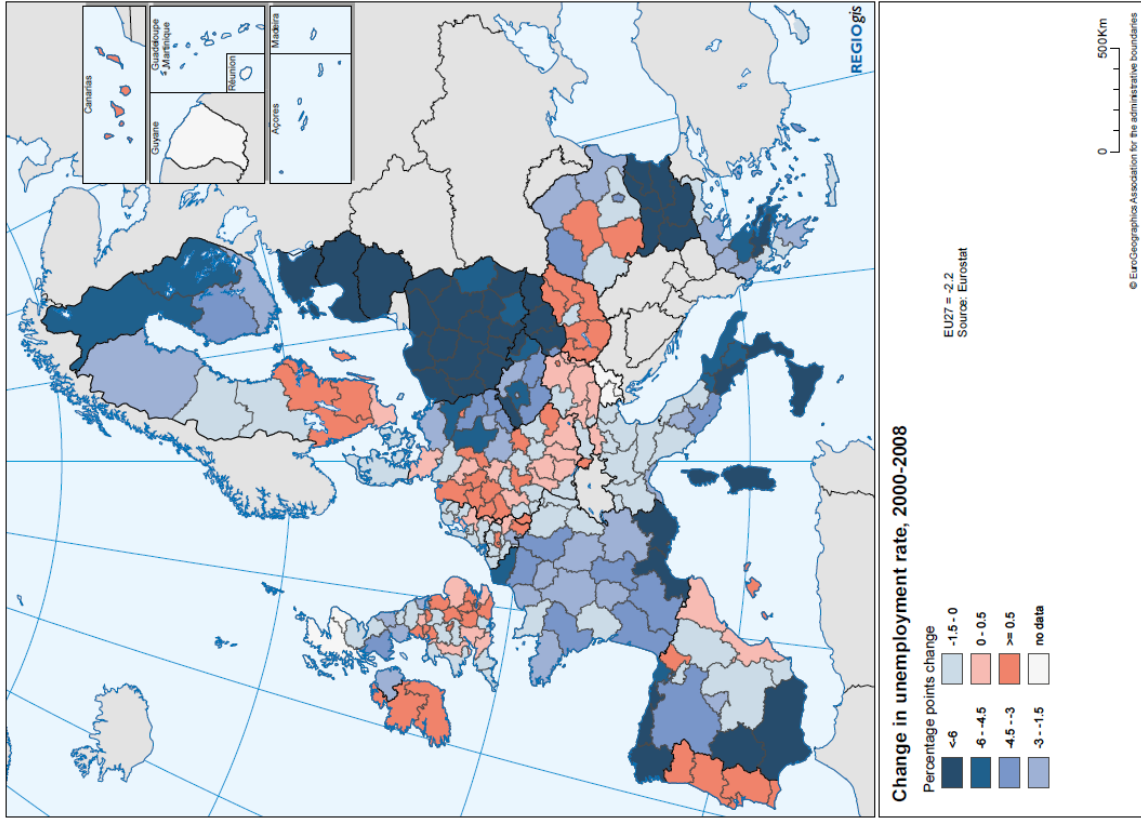 Canarias
Guyane
Guadeloupe
Martinique
Réunion
Açores
Madeira
REGIOgis
Change in unemployment rate, 2000-2008
Percentage points change
<-6
-6 - -4.5
-4.5 - -3
-3 - -1.5
-1.5 - 0
0 - 0.5
>= 0.5
no data
EU27 = -2.2
Source: Eurostat
0 500Km
© EuroGeographics Association for the administrative boundaries